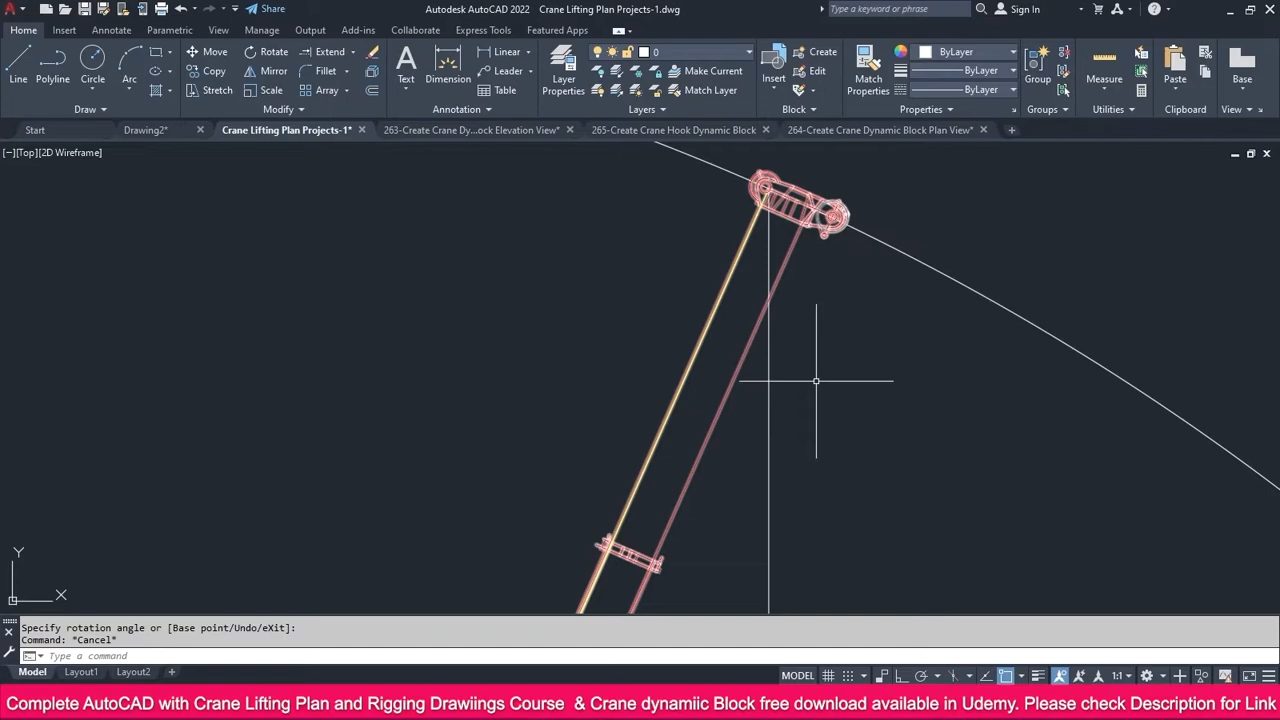 Share
Autodesk AutoCAD 2022 Crane Lifting Plan Projects-1.dwg
Type a keyword or phrase
Sign In
Home Insert Annotate Parametric View Manage Output Add-ins Collaborate Express Tools Featured Apps
Line Polyline Circle Arc
Move Rotate Extend
Copy Mirror Fillet
Stretch Scale Array
Text Dimension
Linear
Leader
Table
Layer Properties
0
Make Current
Match Layer
Insert
Create
Edit
Match Properties
ByLayer
ByLayer
ByLayer
Group
Measure
Paste
Base
Draw Modify Annotation Layers Block Properties Groups Utilities Clipboard View
Start Drawing2* Crane Lifting Plan Projects-1* 263-Create Crane Dy...ock Elevation View* 265-Create Crane Hook Dynamic Block 264-Create Crane Dynamic Block Plan View*
[−][Top][2D Wireframe]
Y
X
Specify rotation angle or [Base point/Undo/eXit]:
Command: *Cancel*
Type a command
Model Layout1 Layout2
MODEL
1:1
Complete AutoCAD with Crane Lifting Plan and Rigging Drawiings Course & Crane dynamiic Block free download available in Udemy. Please check Description for Link